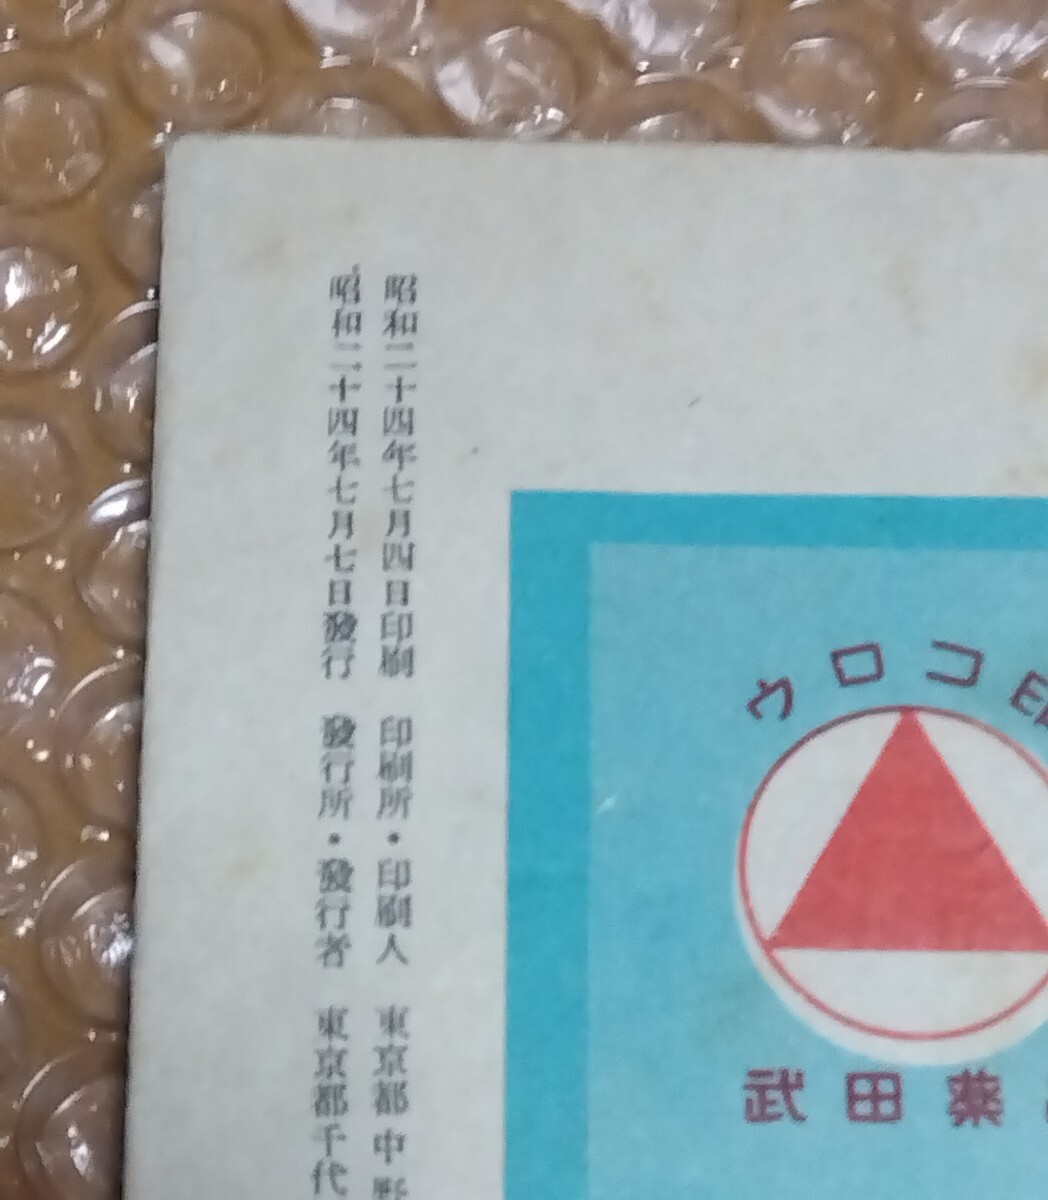 昭和二十四年七月四日印刷 印刷所・印刷人 東京都中野
昭和二十四年七月七日發行 發行所・發行者 東京都千代
ウロコ印
武田薬